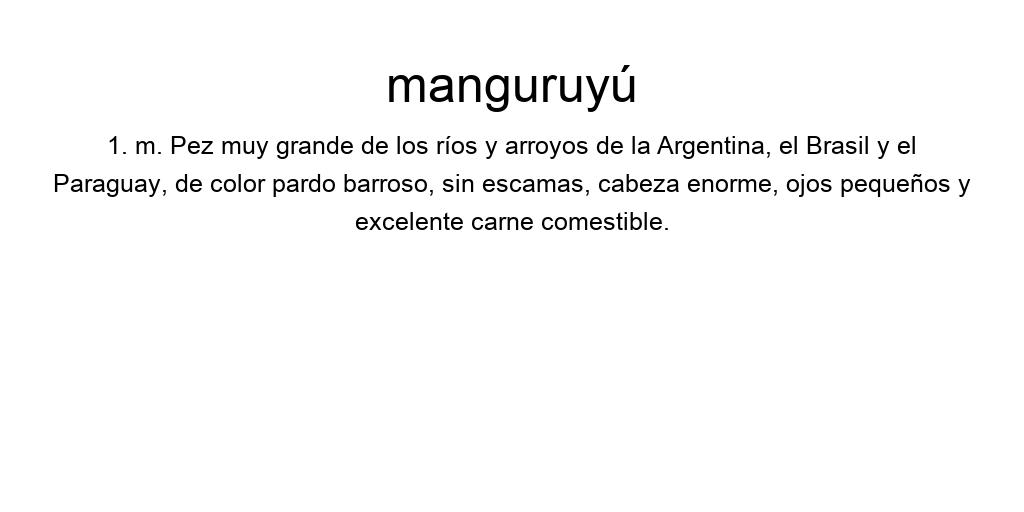 manguruyú
1. m. Pez muy grande de los ríos y arroyos de la Argentina, el Brasil y el
Paraguay, de color pardo barroso, sin escamas, cabeza enorme, ojos pequeños y
excelente carne comestible.